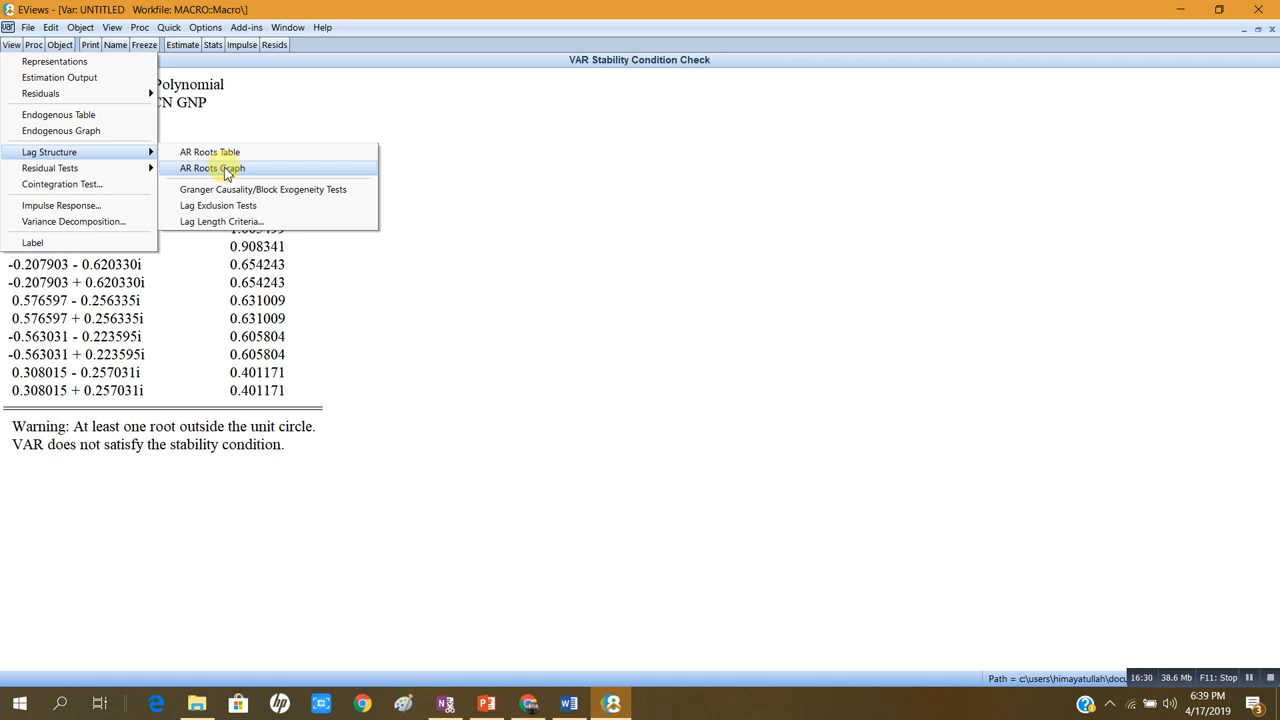 EViews - [Var: UNTITLED Workfile: MACRO::Macro\]
File Edit Object View Proc Quick Options Add-ins Window Help
View Proc Object Print Name Freeze Estimate Stats Impulse Resids
VAR Stability Condition Check
Representations
Estimation Output
Residuals
Endogenous Table
Endogenous Graph
Lag Structure
Residual Tests
Cointegration Test...
Impulse Response...
Variance Decomposition...
Label
AR Roots Table
AR Roots Graph
Granger Causality/Block Exogeneity Tests
Lag Exclusion Tests
Lag Length Criteria...
Polynomial
CN GNP
0.908341
-0.207903 - 0.620330i 0.654243
-0.207903 + 0.620330i 0.654243
0.576597 - 0.256335i 0.631009
0.576597 + 0.256335i 0.631009
-0.563031 - 0.223595i 0.605804
-0.563031 + 0.223595i 0.605804
0.308015 - 0.257031i 0.401171
0.308015 + 0.257031i 0.401171
Warning: At least one root outside the unit circle.
VAR does not satisfy the stability condition.
Path = c:\users\himayatullah\docu
16:30 38.6 Mb F11: Stop
6:39 PM
4/17/2019